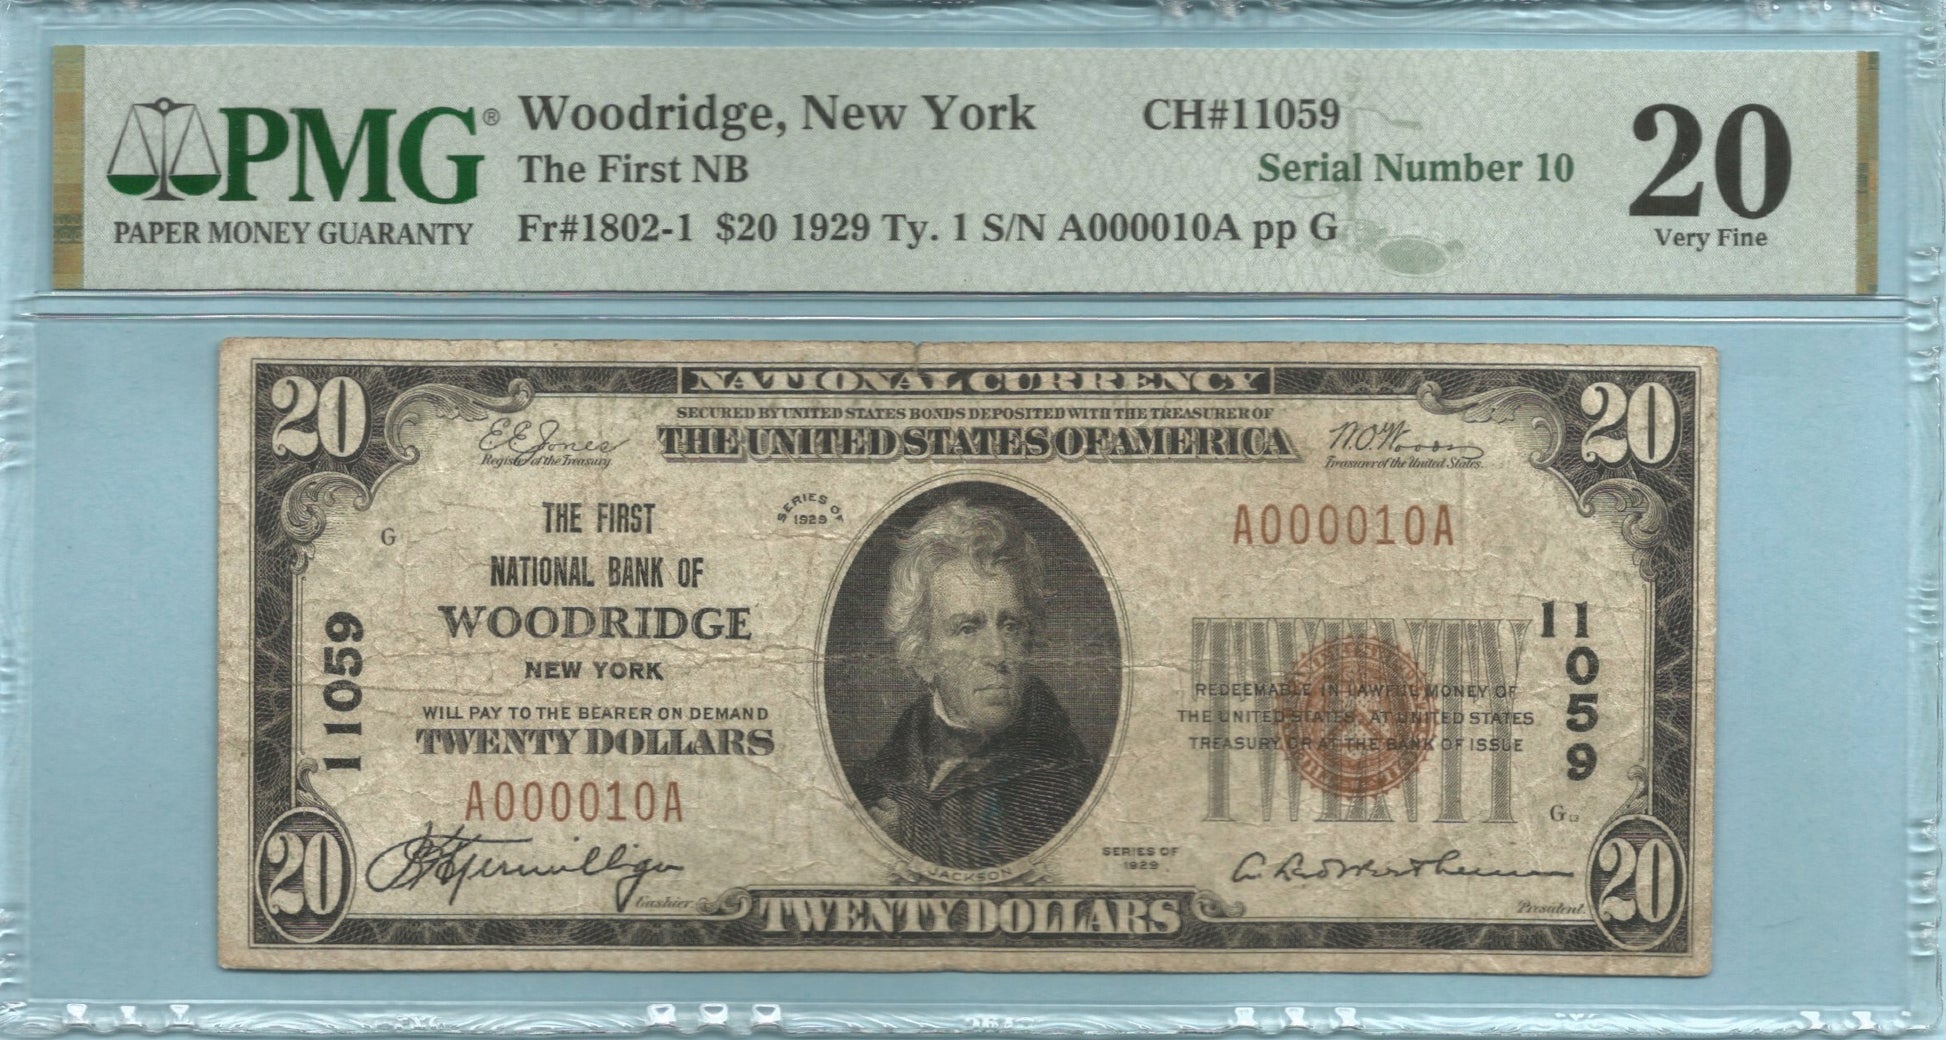 PMG®
PAPER MONEY GUARANTY
Woodridge, New York CH#11059
The First NB
Serial Number 10
Fr#1802-1 $20 1929 Ty. 1 S/N A000010A pp G
20
Very Fine
20 NATIONAL CURRENCY 20
SECURED BY UNITED STATES BONDS DEPOSITED WITH THE TREASURER OF
THE UNITED STATES OF AMERICA
E E Jones
Register of the Treasury
W.O. Woods
Treasurer of the United States.
SERIES OF
1929
G
THE FIRST
NATIONAL BANK OF
WOODRIDGE
NEW YORK
WILL PAY TO THE BEARER ON DEMAND
TWENTY DOLLARS
A000010A
11059
A000010A
11059
TWENTY
REDEEMABLE IN LAWFUL MONEY OF
THE UNITED STATES, AT UNITED STATES
TREASURY OR AT THE BANK OF ISSUE
G
SERIES OF
1929
JACKSON
Cashier
President.
20 TWENTY DOLLARS 20